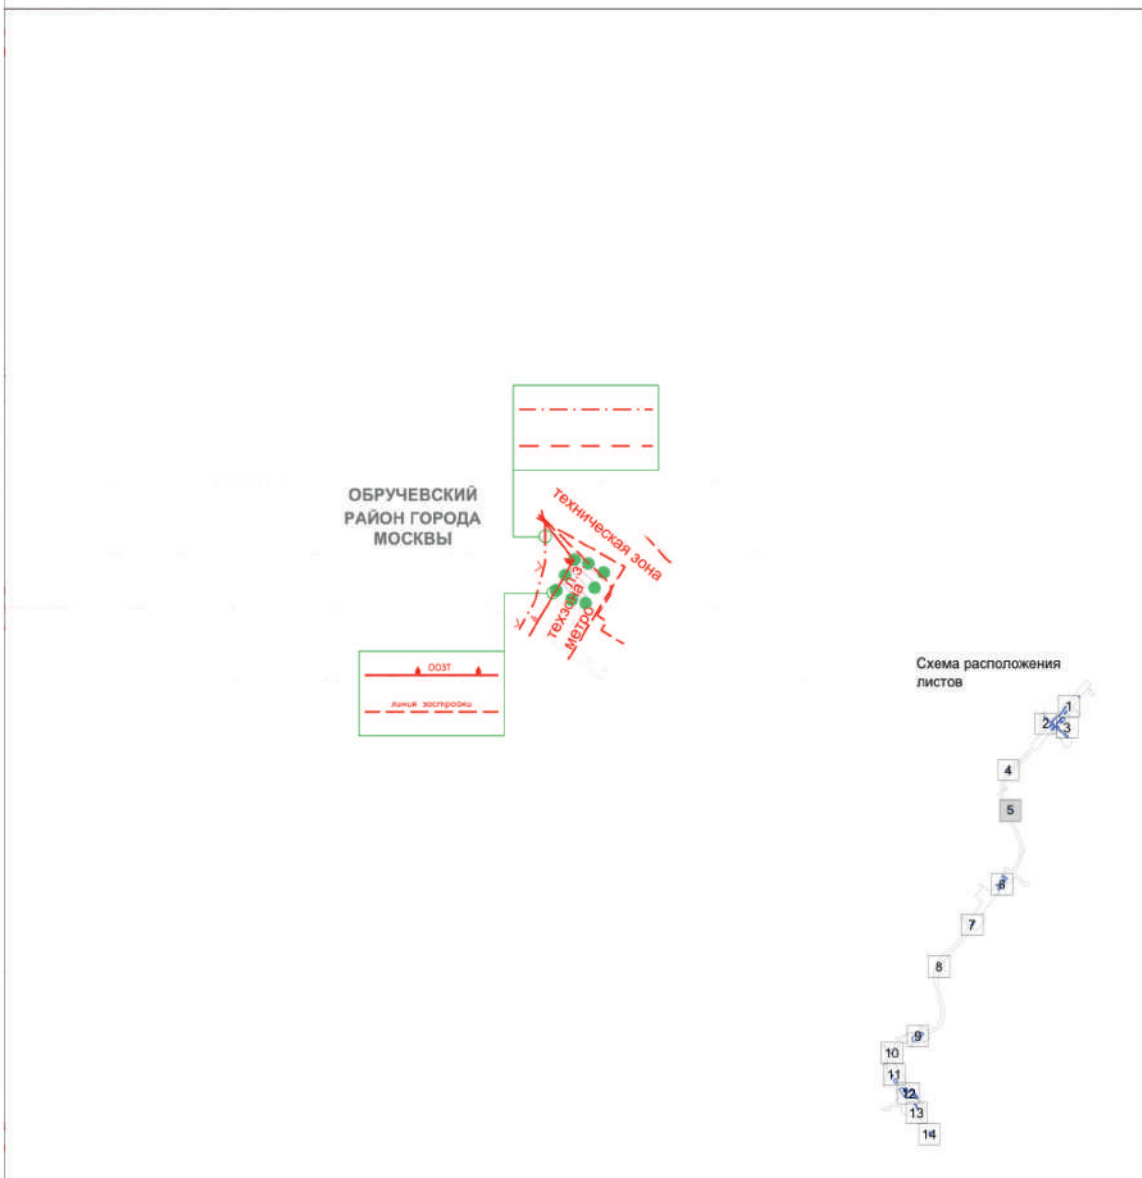 ОБРУЧЕВСКИЙ
РАЙОН ГОРОДА
МОСКВЫ
техническая зона
п.3
техзона
метро
ООЗТ
линия застройки
Схема расположения
листов
1
2
3
4
5
6
7
8
9
10
11
12
13
14